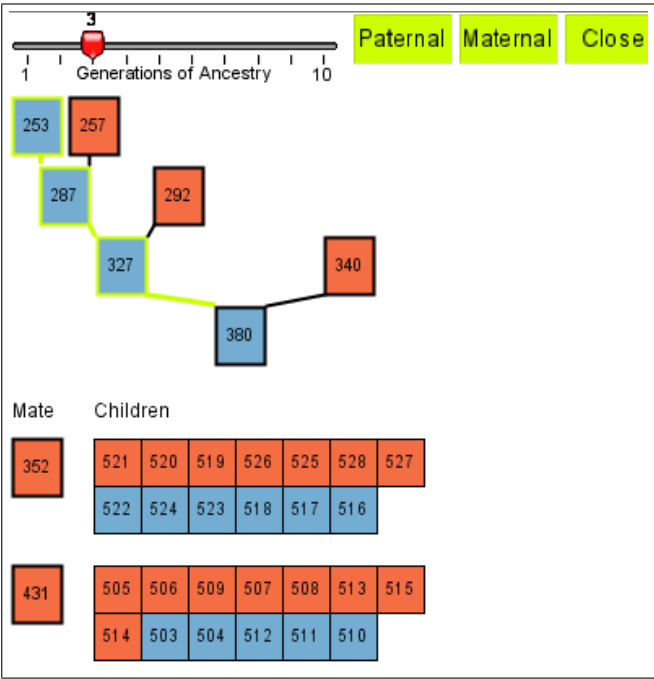 3
Paternal Maternal Close
1 Generations of Ancestry 10
253 257
287 292
327 340
380
Mate Children
352 521 520 519 526 525 528 527
522 524 523 518 517 516
431 505 506 509 507 508 513 515
514 503 504 512 511 510